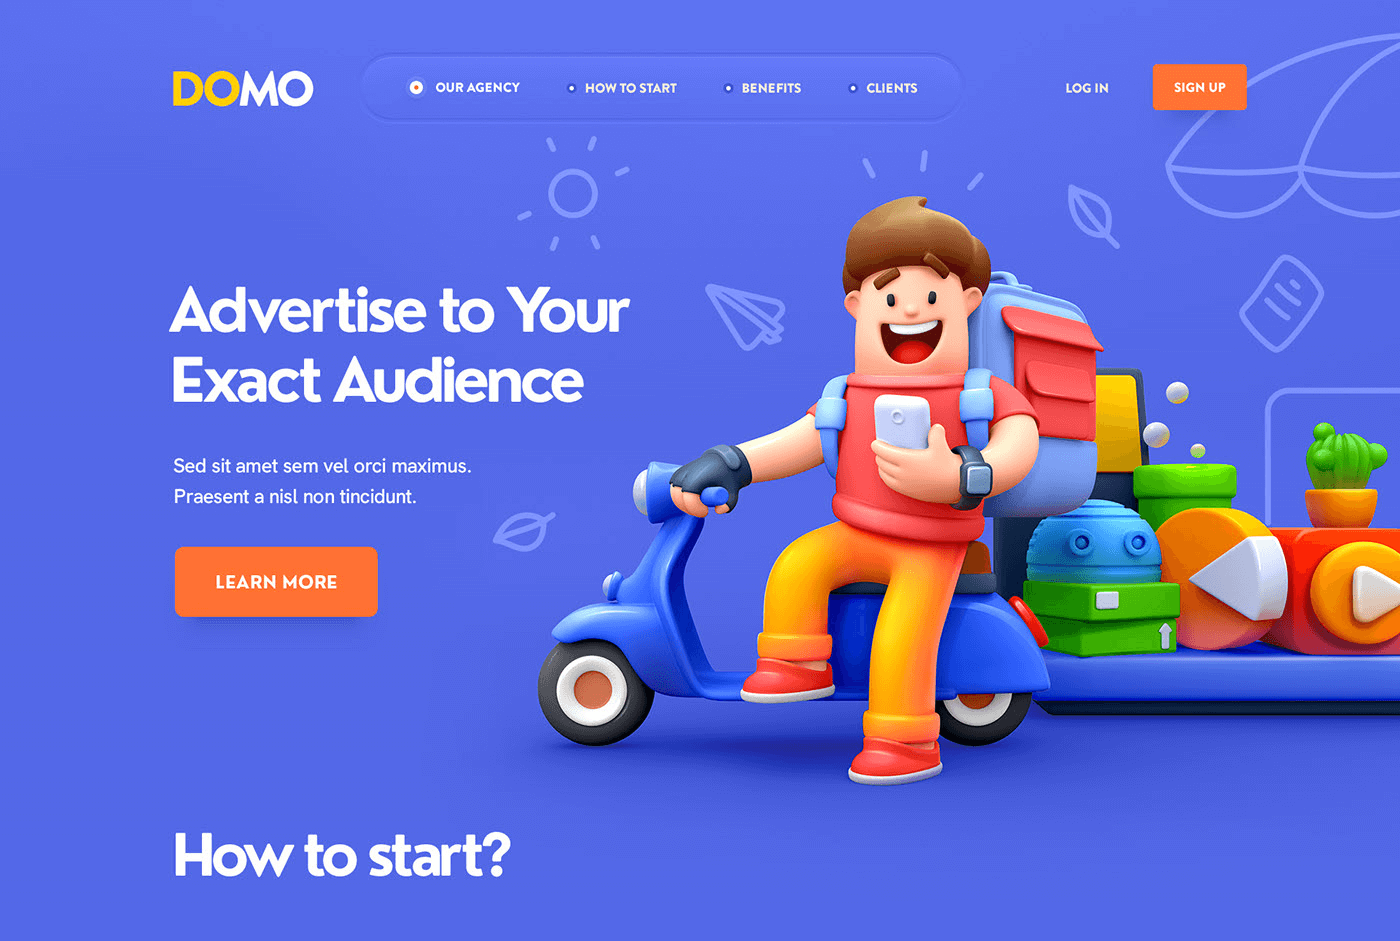 DOMO
OUR AGENCY
HOW TO START
BENEFITS
CLIENTS
LOG IN
SIGN UP
Advertise to Your
Exact Audience
Sed sit amet sem vel orci maximus.
Praesent a nisl non tincidunt.
LEARN MORE
How to start?